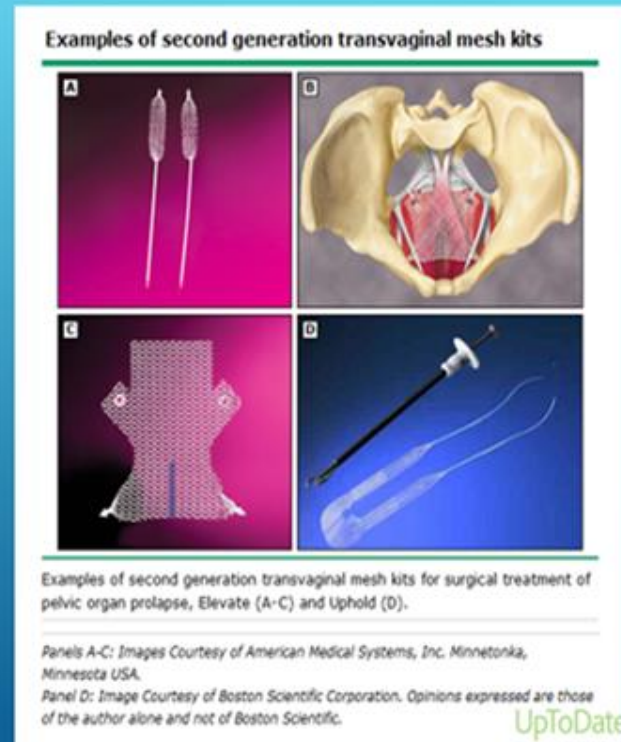 Examples of second generation transvaginal mesh kits
A
B
C
D
Examples of second generation transvaginal mesh kits for surgical treatment of
pelvic organ prolapse, Elevate (A-C) and Uphold (D).
Panels A-C: Images Courtesy of American Medical Systems, Inc. Minnetonka,
Minnesota USA.
Panel D: Image Courtesy of Boston Scientific Corporation. Opinions expressed are those
of the author alone and not of Boston Scientific.
UpToDate